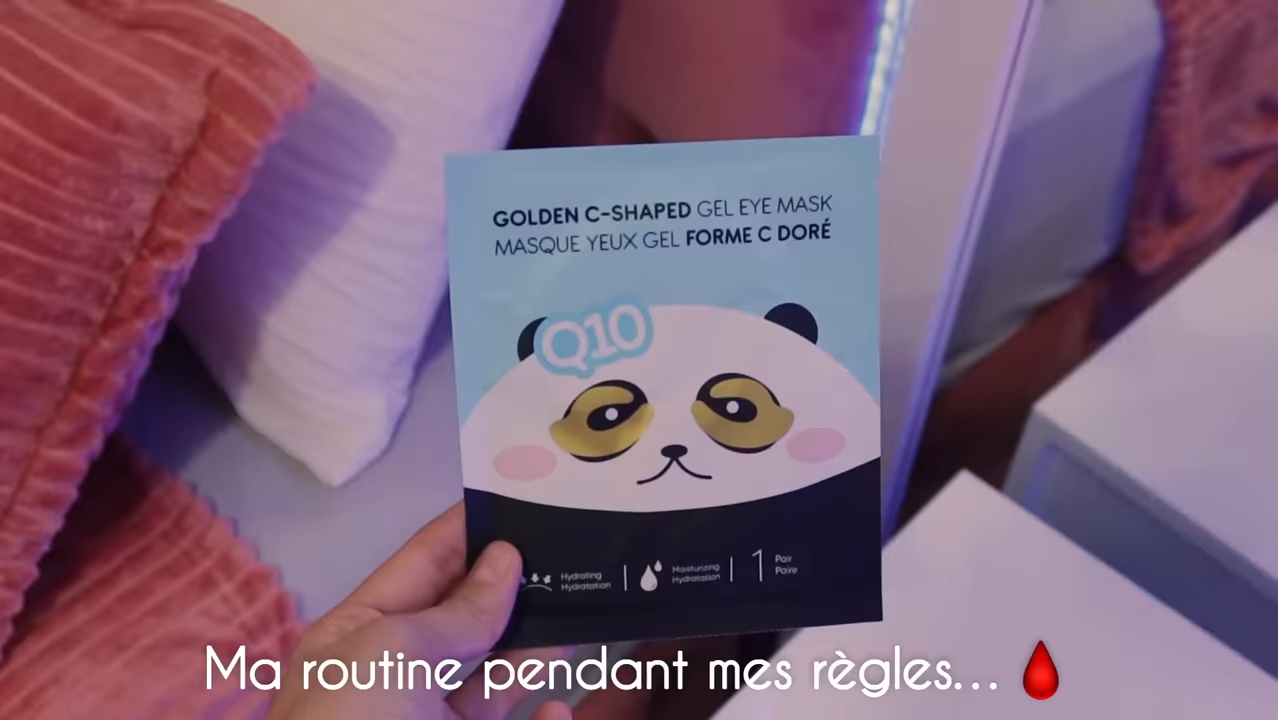 GOLDEN C-SHAPED GEL EYE MASK
MASQUE YEUX GEL FORME C DORÉ
Q10
Hydrating
Hydratation
Moisturizing
Hydratation
1
Pair
Paire
Ma routine pendant mes règles... 🩸